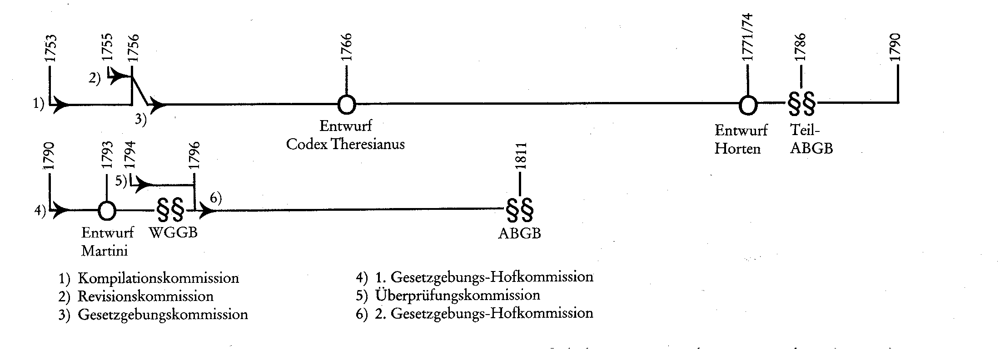 1753
1755
1756
1766
1771/74
1786
1790
2)
1)
3)
§§
Entwurf
Codex Theresianus
Entwurf
Horten
Teil-
ABGB
1790
1793
1794
1796
1811
5)
6)
4)
§§
§§
Entwurf
Martini
WGGB
ABGB
1) Kompilationskommission
2) Revisionskommission
3) Gesetzgebungskommission
4) 1. Gesetzgebungs-Hofkommission
5) Überprüfungskommission
6) 2. Gesetzgebungs-Hofkommission